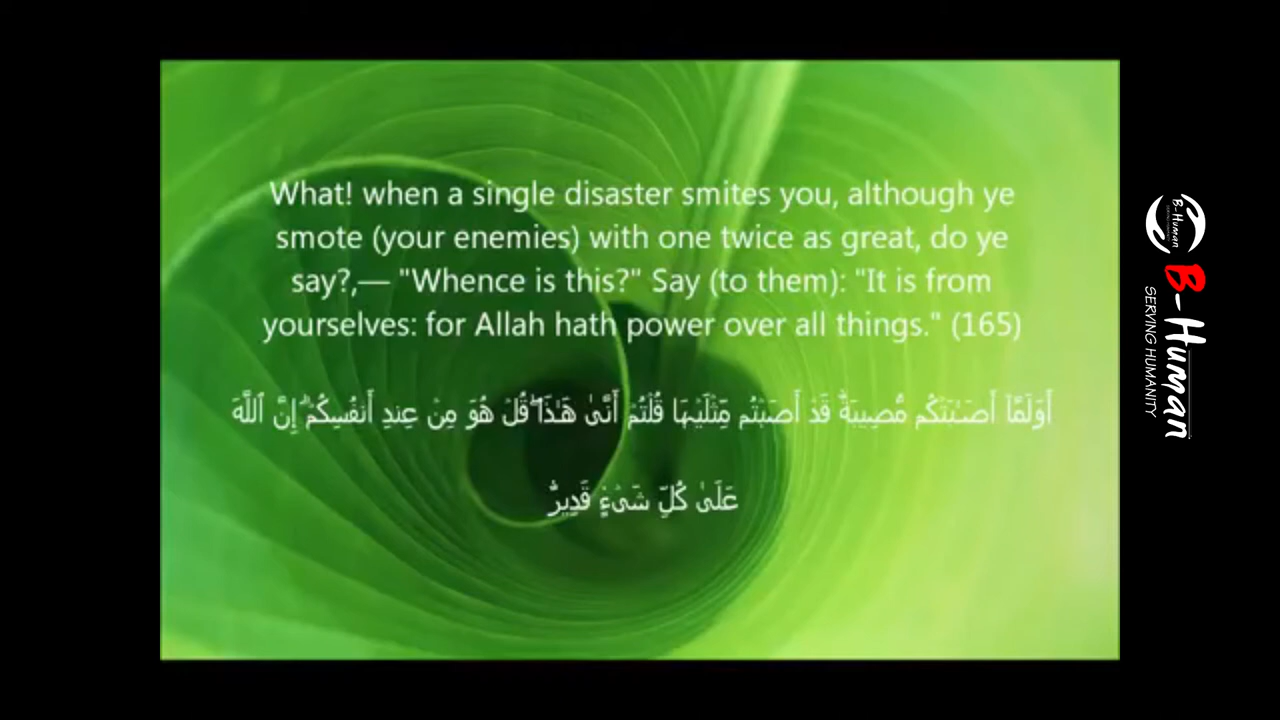 What! when a single disaster smites you, although ye
smote (your enemies) with one twice as great, do ye
say?,— "Whence is this?" Say (to them): "It is from
yourselves: for Allah hath power over all things." (165)
أَوَلَمَّآ أَصَـٰبَتْكُم مُّصِيبَةٌۭ قَدْ أَصَبْتُم مِّثْلَيْهَا قُلْتُمْ أَنَّىٰ هَـٰذَا ۖ قُلْ هُوَ مِنْ عِندِ أَنفُسِكُمْ ۗ إِنَّ ٱللَّهَ
عَلَىٰ كُلِّ شَىْءٍۢ قَدِيرٌۭ
B-Human
B-Human
SERVING HUMANITY